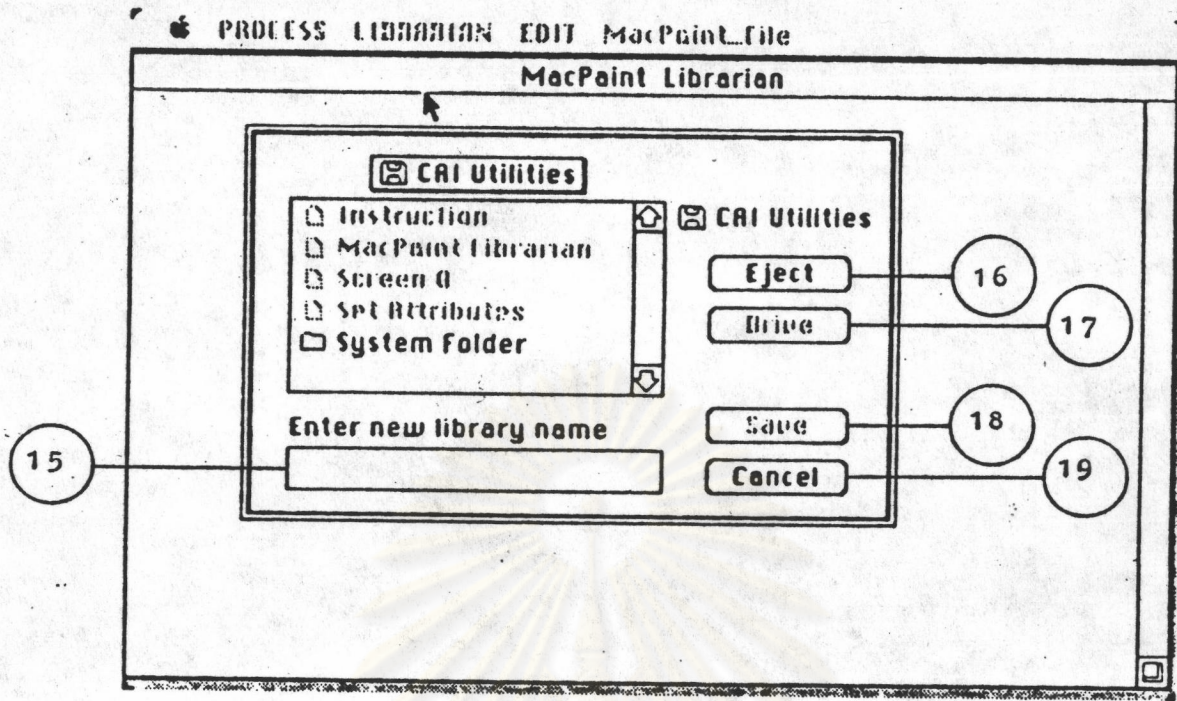 PROCESS LIBRARIAN EDIT MacPaint_File
MacPaint Librarian
CAI Utilities
Instruction
MacPaint Librarian
Screen Q
Set Attributes
System Folder
CAI Utilities
Eject
Drive
Enter new library name
Save
Cancel
15
16
17
18
19